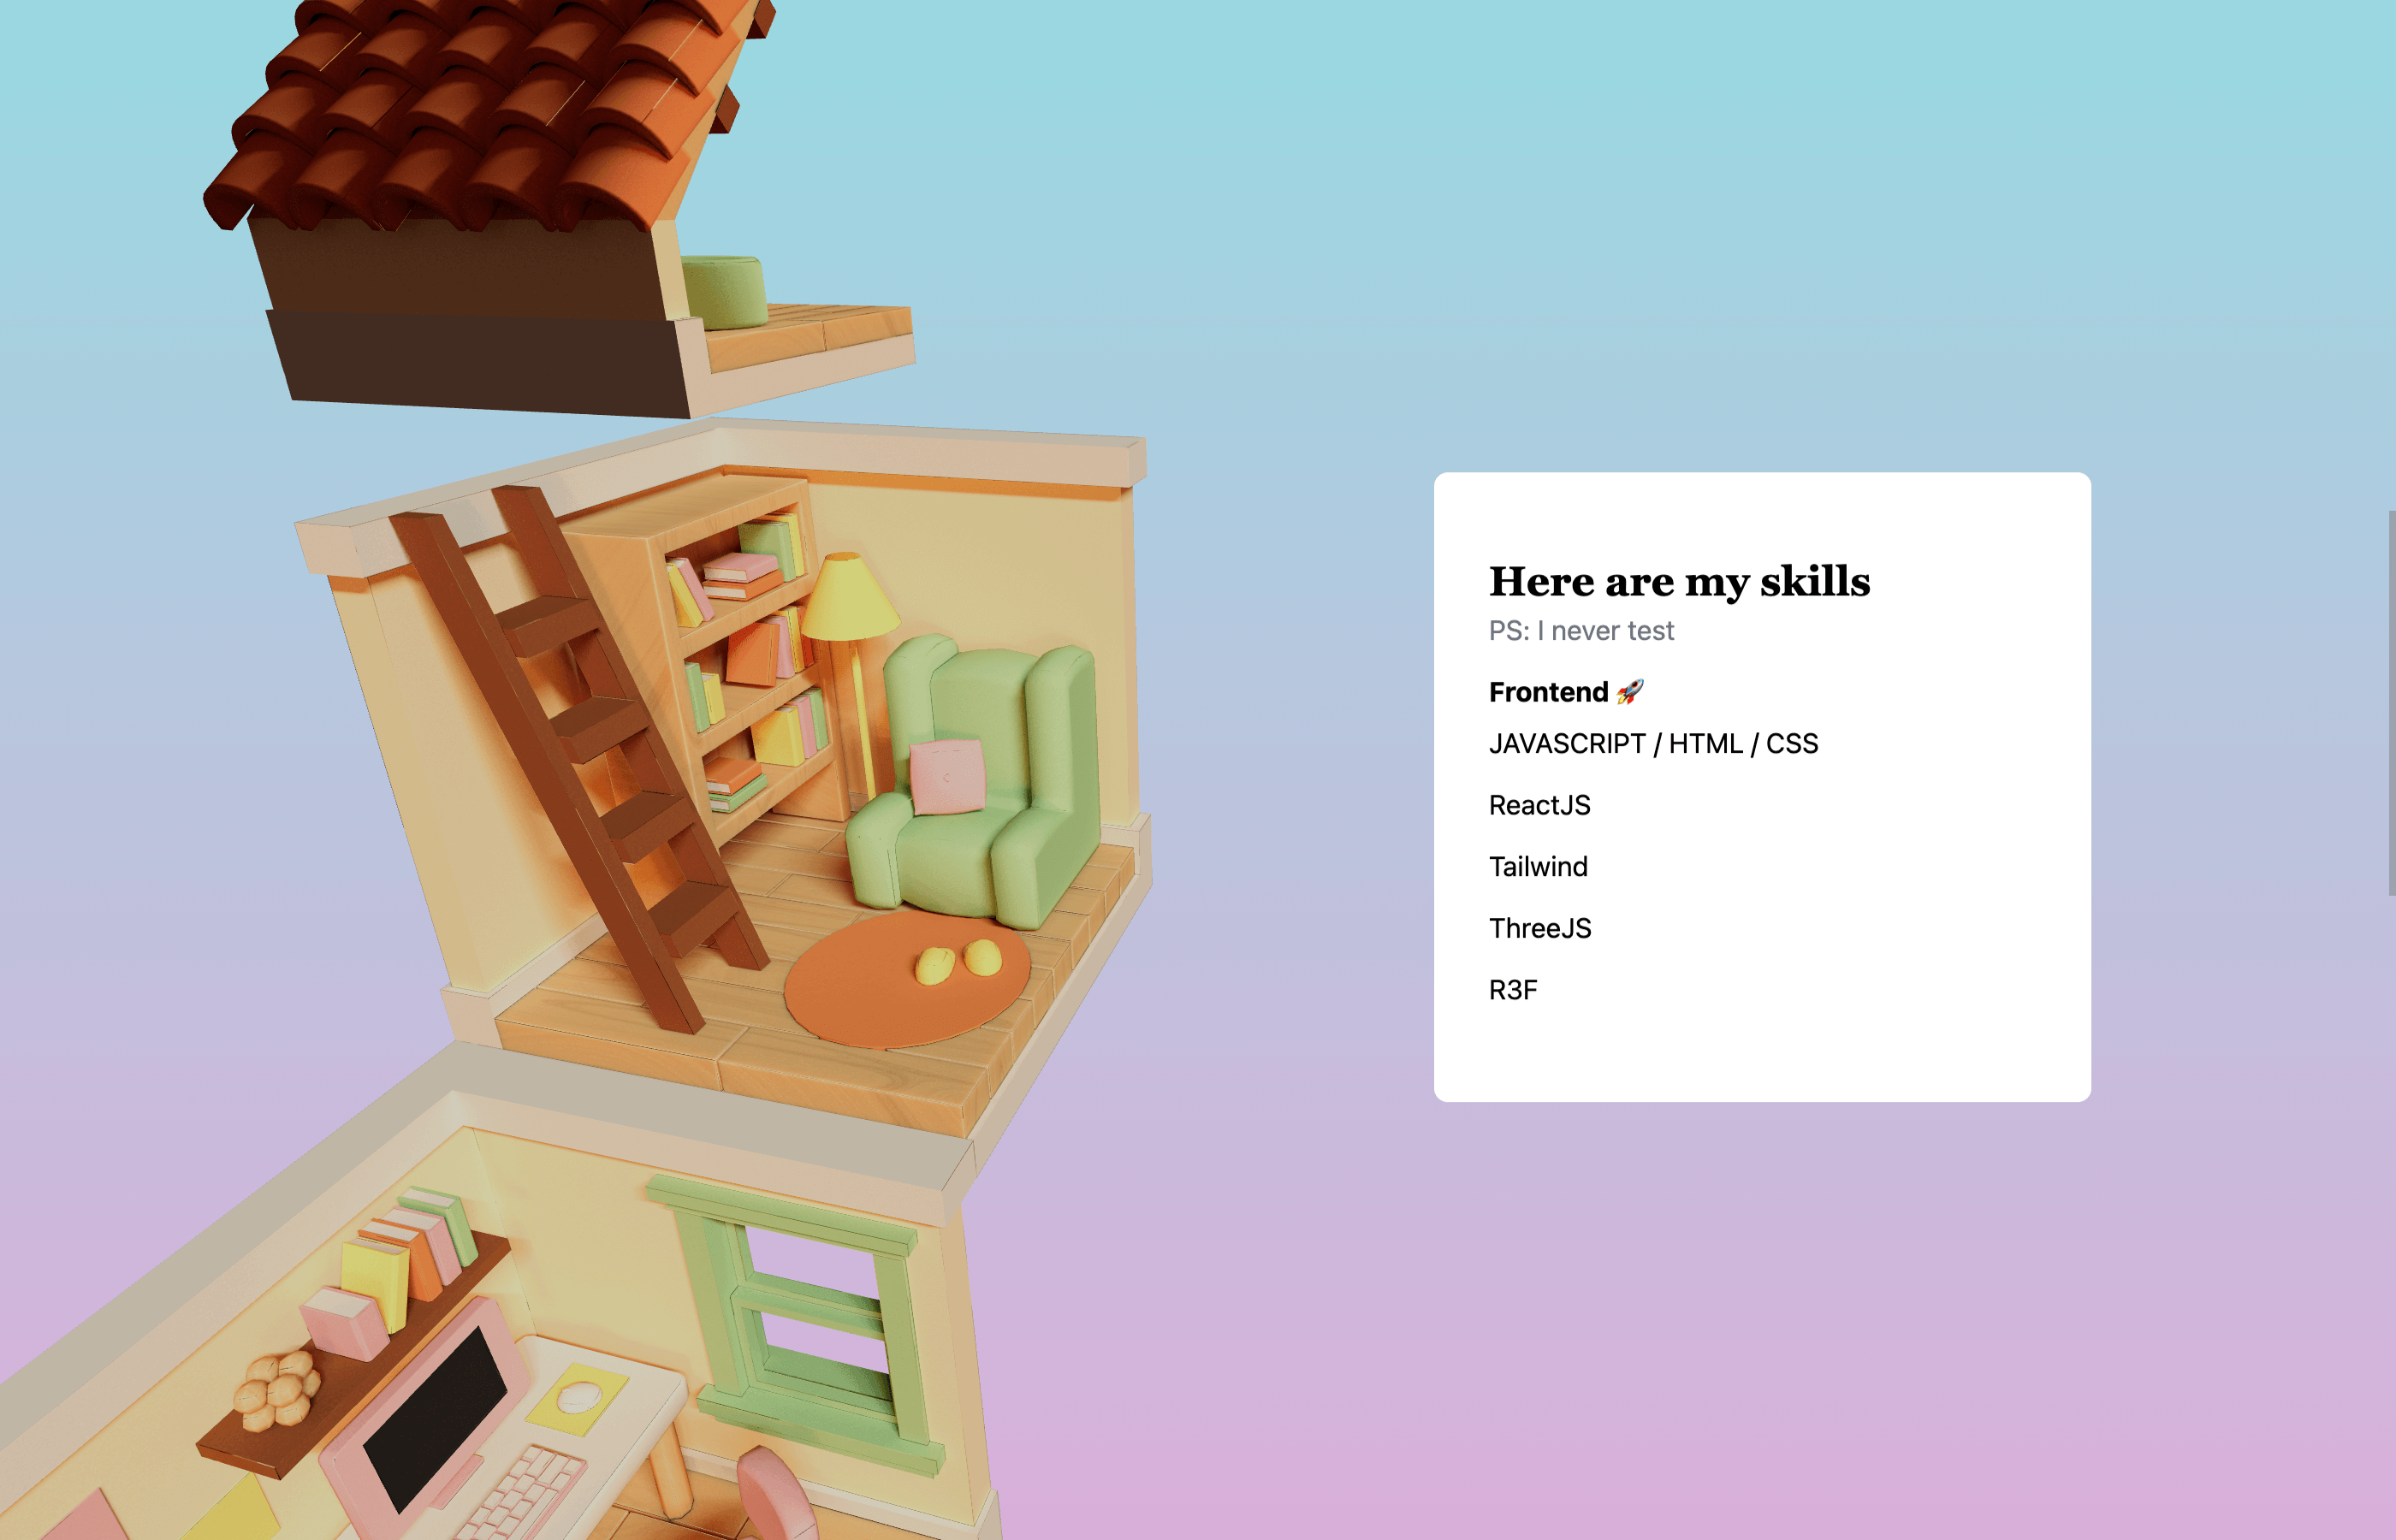 Here are my skills
PS: I never test
Frontend 🚀
JAVASCRIPT / HTML / CSS
ReactJS
Tailwind
ThreeJS
R3F